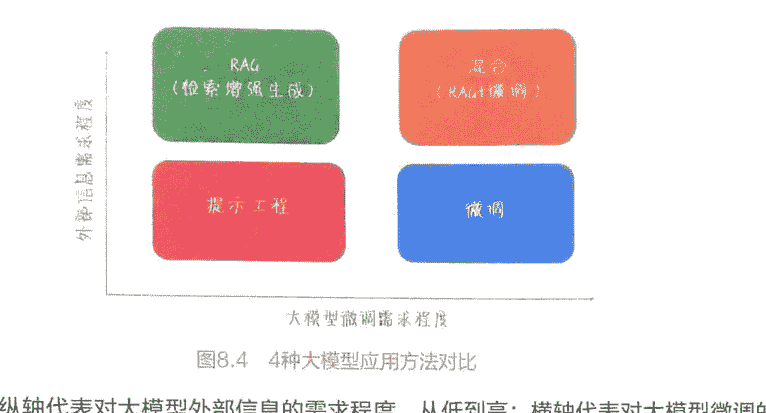 RAG
(检索增强生成)
混合
(RAG+微调)
提示工程
微调
外部信息需求程度
大模型微调需求程度
图8.4 4种大模型应用方法对比
纵轴代表对大模型外部信息的需求程度，从低到高；横轴代表对大模型微调的